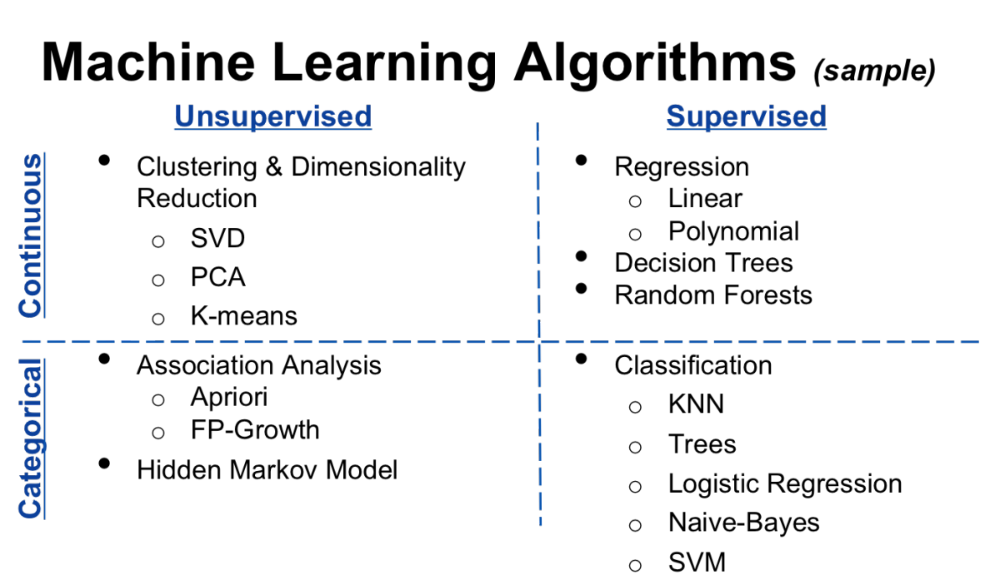 Machine Learning Algorithms (sample)
Unsupervised
Supervised
Continuous
• Clustering & Dimensionality
Reduction
o SVD
o PCA
o K-means
• Regression
o Linear
o Polynomial
• Decision Trees
• Random Forests
Categorical
• Association Analysis
o Apriori
o FP-Growth
• Hidden Markov Model
• Classification
o KNN
o Trees
o Logistic Regression
o Naive-Bayes
o SVM